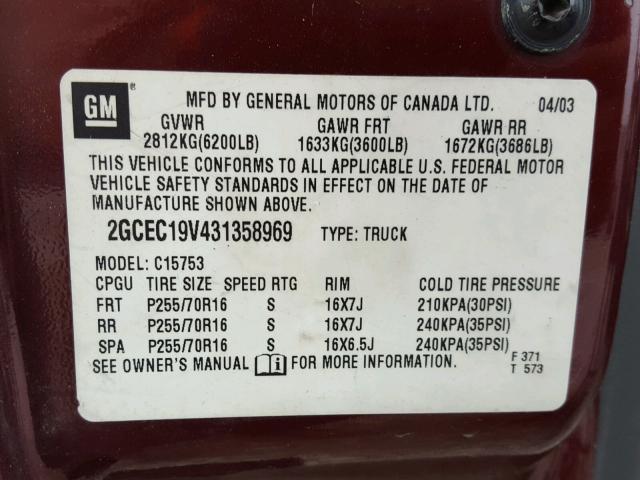 GM
MFD BY GENERAL MOTORS OF CANADA LTD. 04/03
GVWR GAWR FRT GAWR RR
2812KG(6200LB) 1633KG(3600LB) 1672KG(3686LB)
THIS VEHICLE CONFORMS TO ALL APPLICABLE U.S. FEDERAL MOTOR
VEHICLE SAFETY STANDARDS IN EFFECT ON THE DATE OF
MANUFACTURE SHOWN ABOVE.
2GCEC19V431358969 TYPE: TRUCK
MODEL: C15753
CPGU TIRE SIZE SPEED RTG RIM COLD TIRE PRESSURE
FRT P255/70R16 S 16X7J 210KPA(30PSI)
RR P255/70R16 S 16X7J 240KPA(35PSI)
SPA P255/70R16 S 16X6.5J 240KPA(35PSI)
SEE OWNER'S MANUAL FOR MORE INFORMATION. F 371
T 573